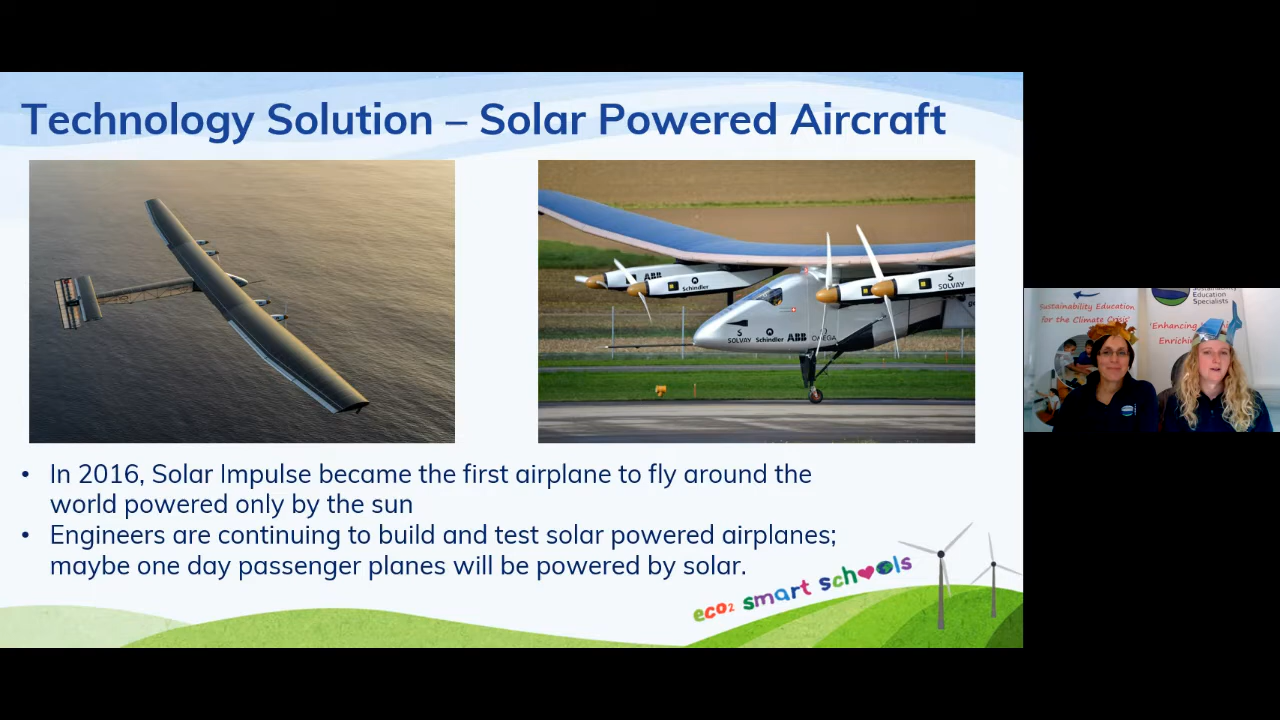 Technology Solution – Solar Powered Aircraft
ABB
Schindler
SOLVAY
S
SOLVAY
Schindler
ABB
OMEGA
• In 2016, Solar Impulse became the first airplane to fly around the
world powered only by the sun
• Engineers are continuing to build and test solar powered airplanes;
maybe one day passenger planes will be powered by solar.
eco2 smart schools
Sustainability Education
for the Climate Crisis'
Sustainability
Education
Specialists
'Enhancing